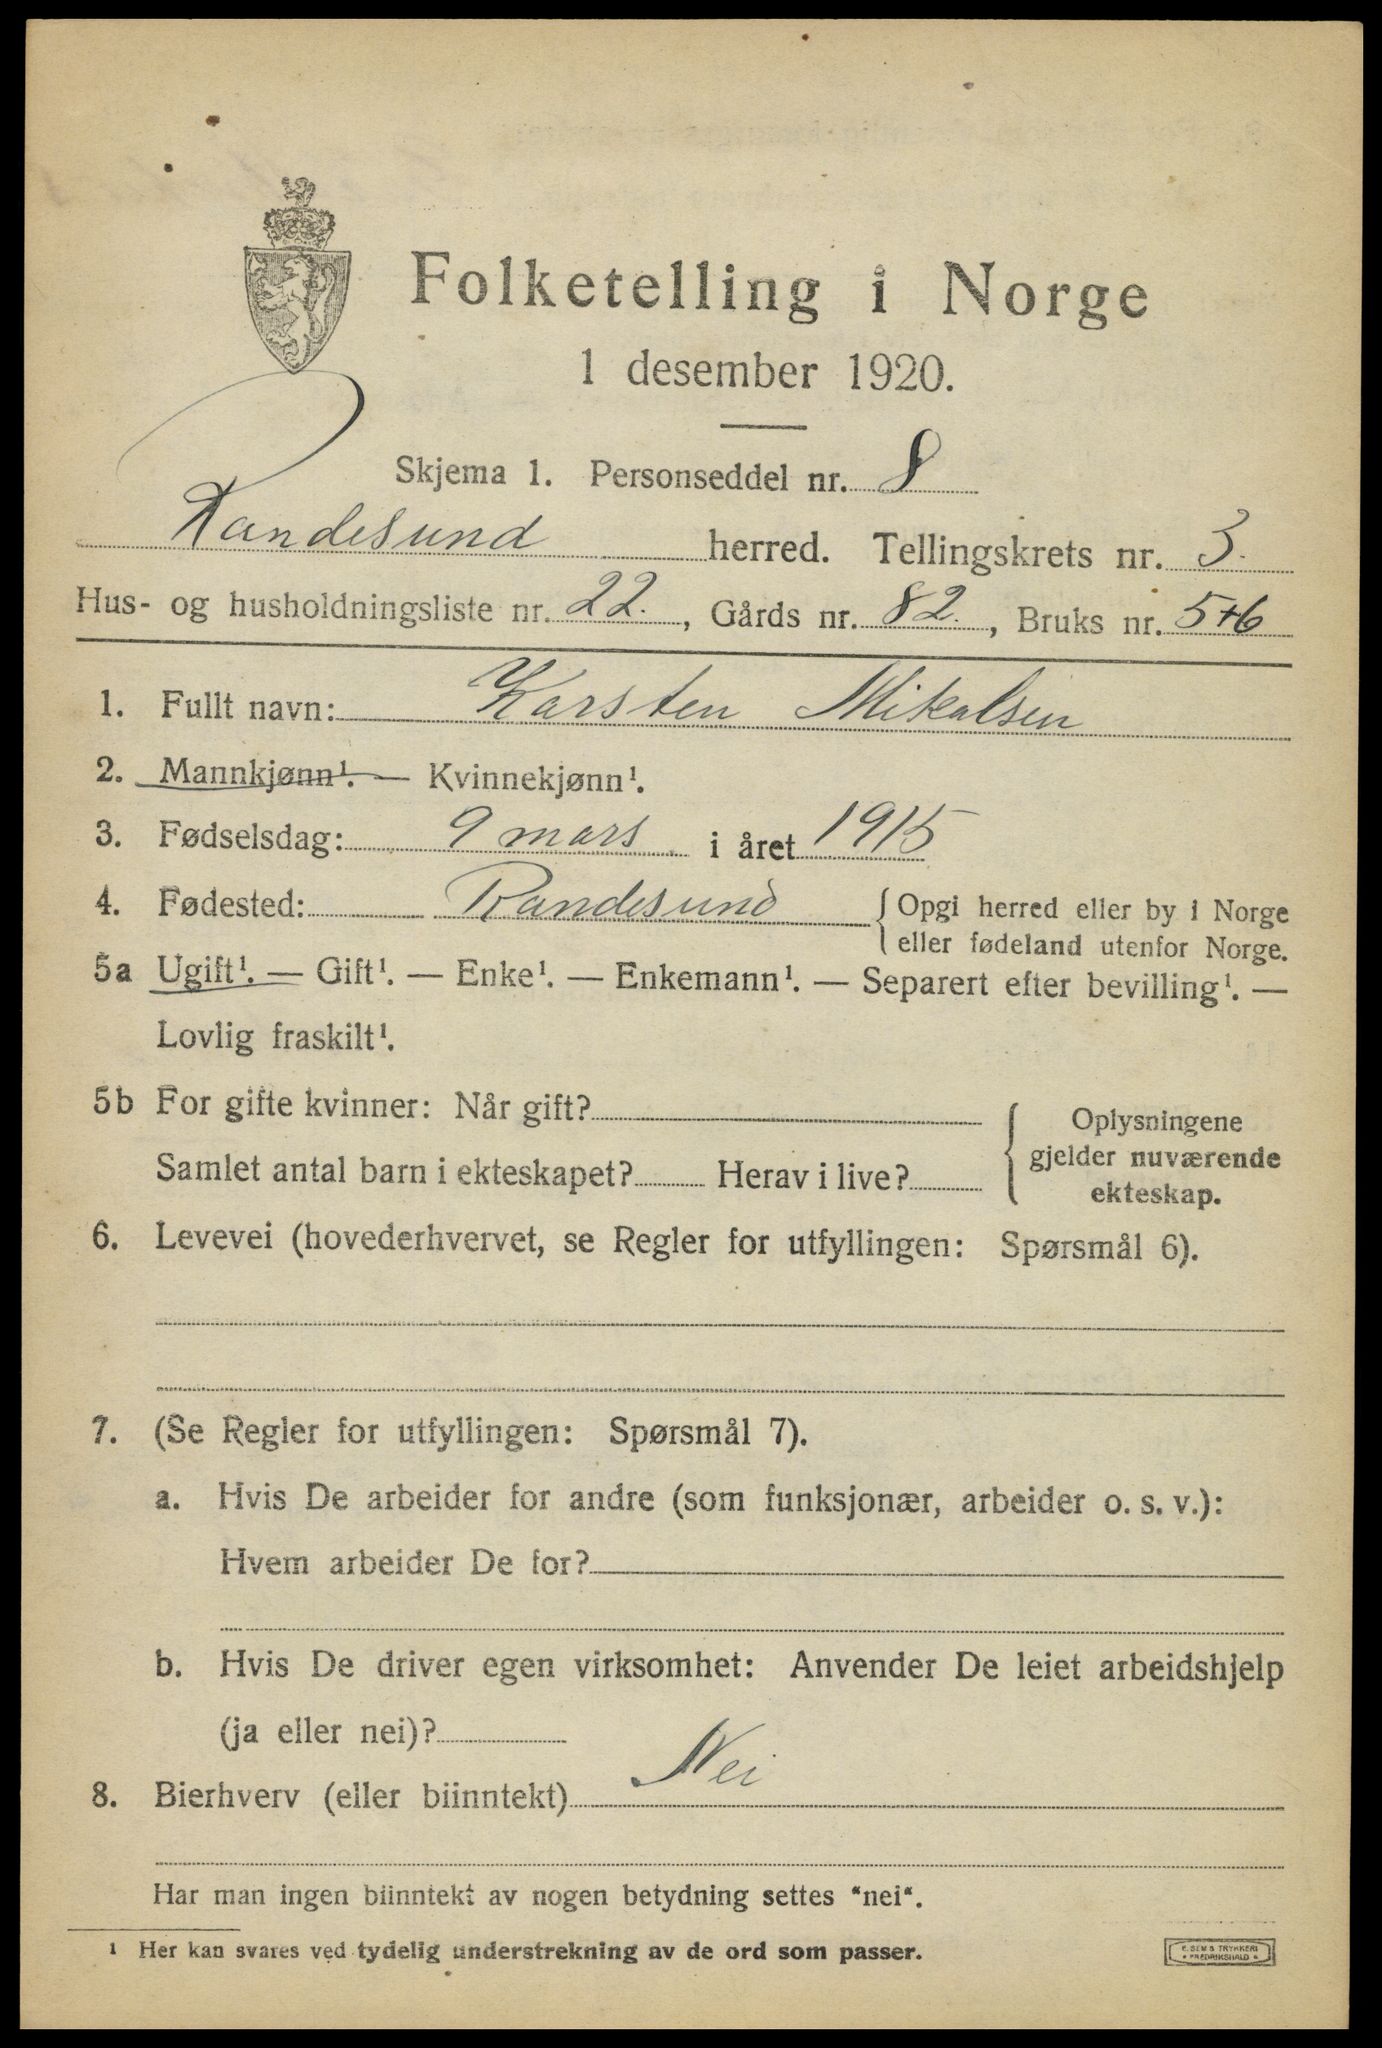 Folketelling i Norge
1 desember 1920.
Skjema 1. Personseddel nr. 8
Randesund herred. Tellingskrets nr. 3.
Hus- og husholdningsliste nr. 22. , Gårds nr. 82. , Bruks nr. 5+6
1. Fullt navn: Karsten Mikalsen
2. Mannkjønn¹. — Kvinnekjønn¹.
3. Fødselsdag: 9 mars i året 1915
4. Fødested: Randesund { Opgi herred eller by i Norge
eller fødeland utenfor Norge.
5a Ugift¹. — Gift¹. — Enke¹. — Enkemann¹. — Separert efter bevilling¹. —
Lovlig fraskilt¹.
5b For gifte kvinner: Når gift?
Samlet antal barn i ekteskapet? Herav i live?
{ Oplysningene
gjelder nuværende
ekteskap.
6. Levevei (hovederhvervet, se Regler for utfyllingen: Spørsmål 6).
7. (Se Regler for utfyllingen: Spørsmål 7).
a. Hvis De arbeider for andre (som funksjonær, arbeider o. s. v.):
Hvem arbeider De for?
b. Hvis De driver egen virksomhet: Anvender De leiet arbeidshjelp
(ja eller nei)?
8. Bierhverv (eller biinntekt) Nei
Har man ingen biinntekt av nogen betydning settes "nei".
¹ Her kan svares ved tydelig understrekning av de ord som passer.
E. SEM S TRYKKERI
• FREDRIKSHALD •